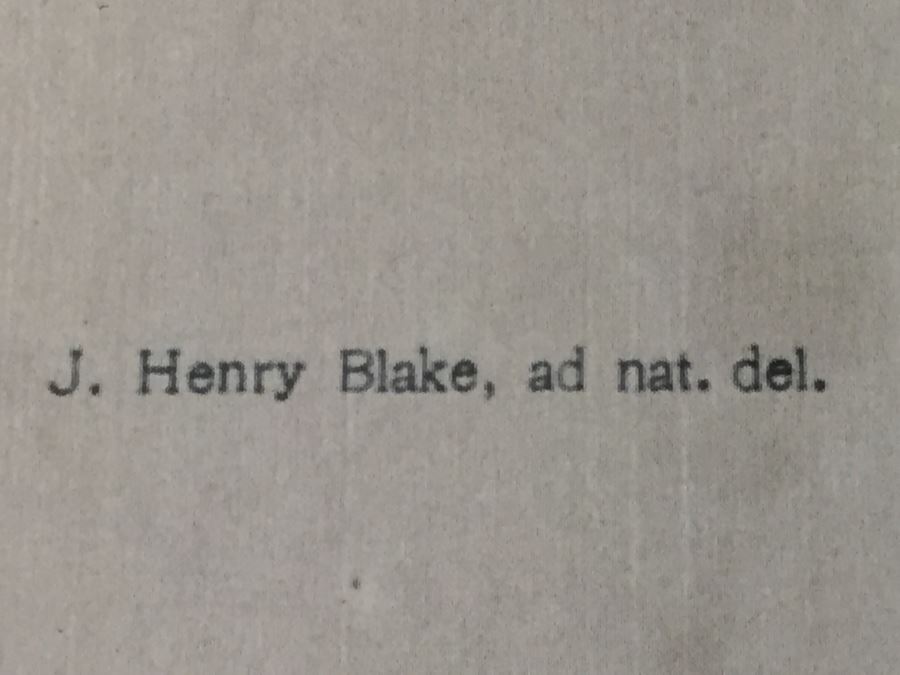 J. Henry Blake, ad nat. del.